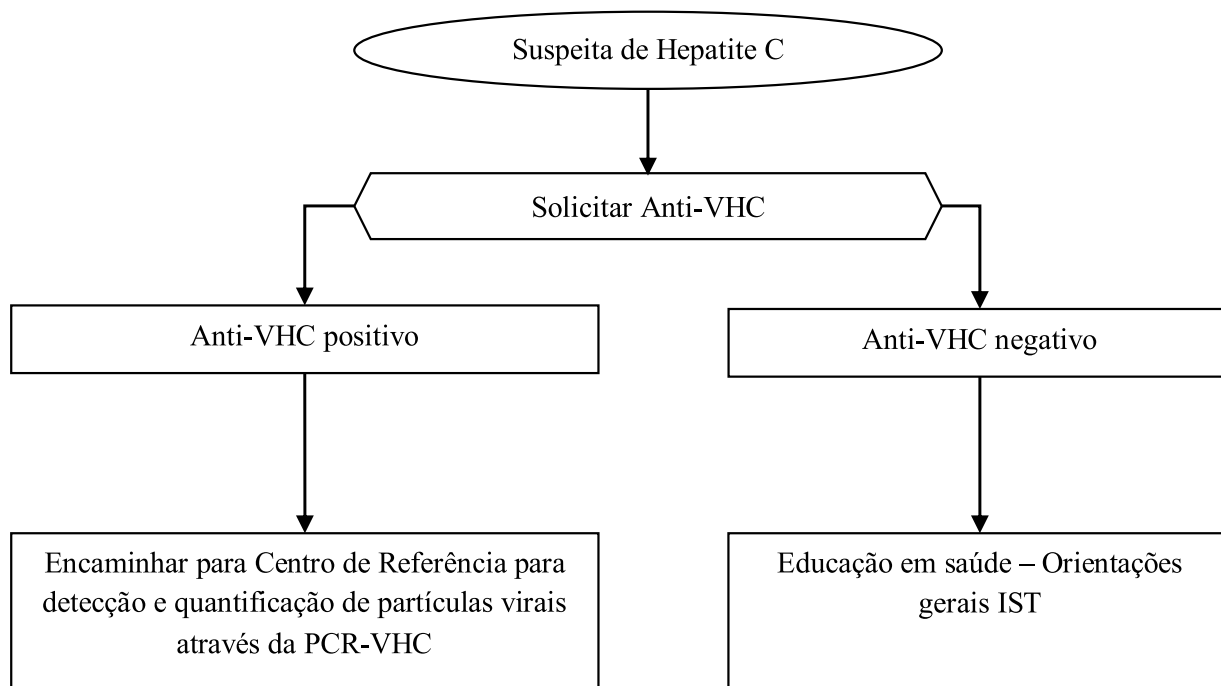 Suspeita de Hepatite C
Solicitar Anti-VHC
Anti-VHC positivo
Anti-VHC negativo
Encaminhar para Centro de Referência para
detecção e quantificação de partículas virais
através da PCR-VHC
Educação em saúde – Orientações
gerais IST